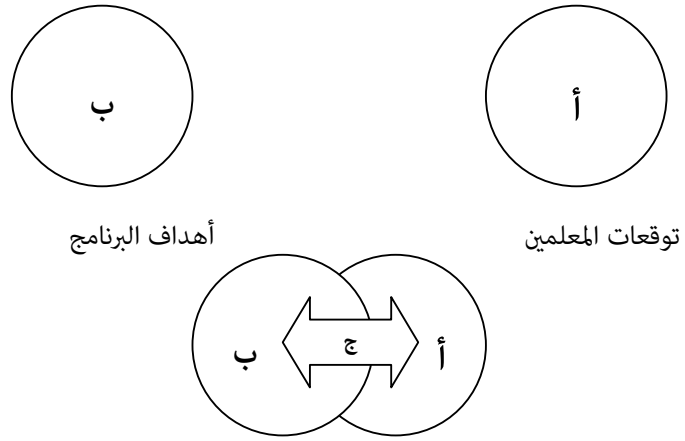 أ
ب
توقعات المعلمين
أهداف البرنامج
أ
ج
ب